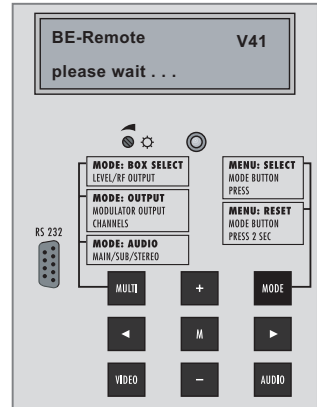 BE-Remote V41
please wait . . .
MODE: BOX SELECT
LEVEL/RF OUTPUT
MODE: OUTPUT
MODULATOR OUTPUT
CHANNELS
MODE: AUDIO
MAIN/SUB/STEREO
MENU: SELECT
MODE BUTTON
PRESS
MENU: RESET
MODE BUTTON
PRESS 2 SEC
RS 232
MULTI + MODE
◄ M ►
VIDEO – AUDIO